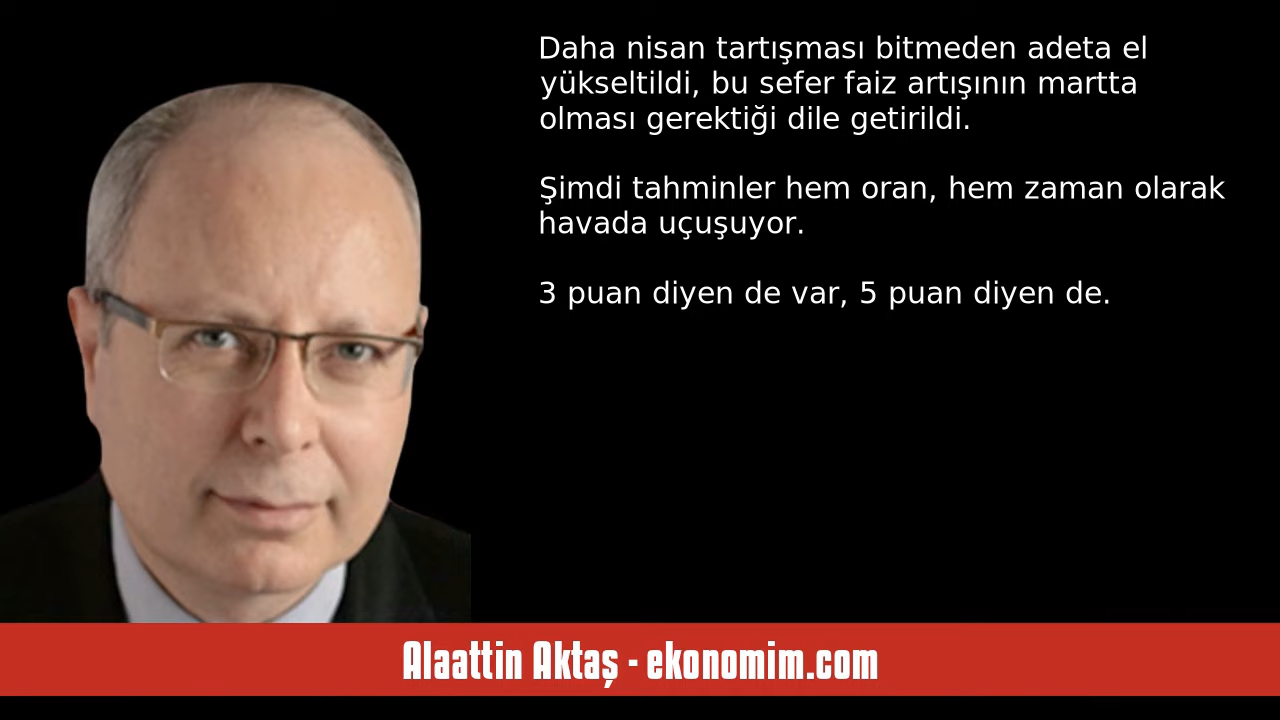 Daha nisan tartışması bitmeden adeta el
yükseltildi, bu sefer faiz artışının martta
olması gerektiği dile getirildi.
Şimdi tahminler hem oran, hem zaman olarak
havada uçuşuyor.
3 puan diyen de var, 5 puan diyen de.
Alaattin Aktaş - ekonomim.com